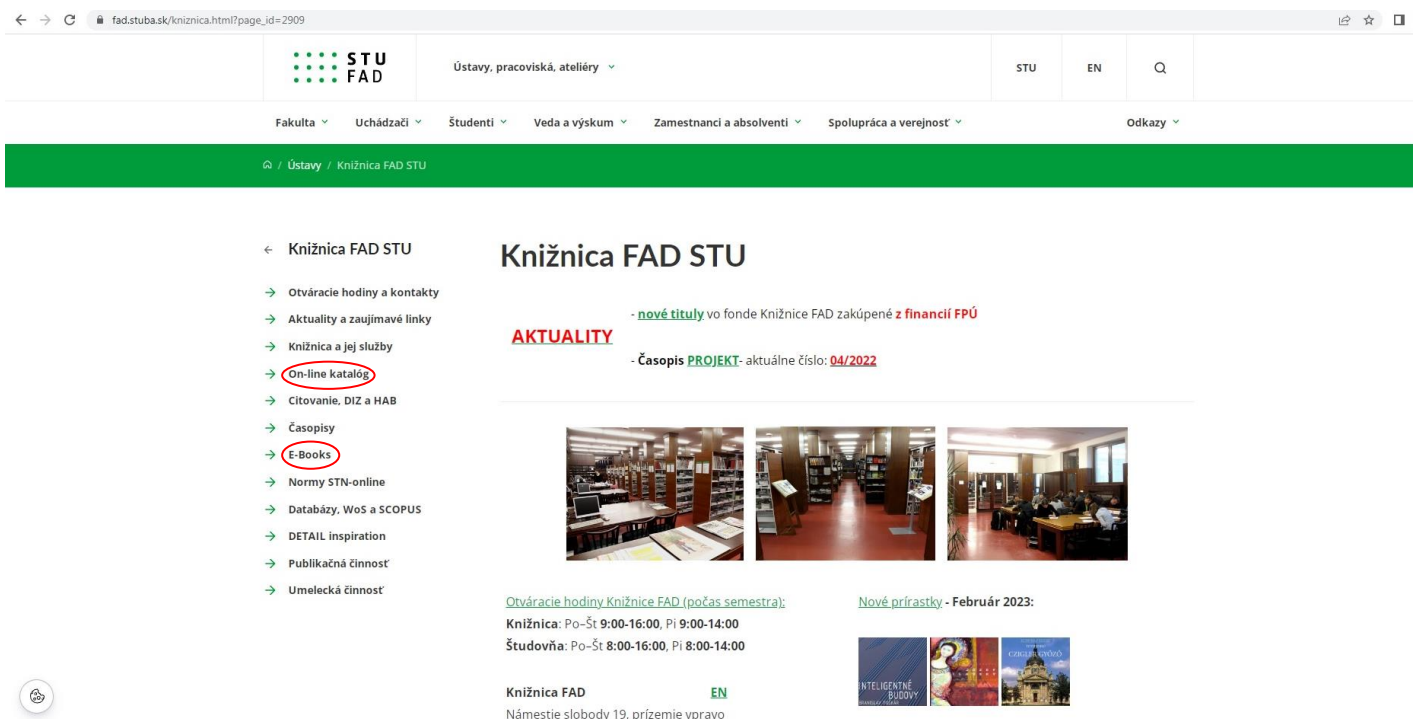 fad.stuba.sk/kniznica.html?page_id=2909
STU
FAD
Ústavy, pracoviská, ateliéry
STU
EN
Fakulta
Uchádzači
Študenti
Veda a výskum
Zamestnanci a absolventi
Spolupráca a verejnosť
Odkazy
/ Ústavy / Knižnica FAD STU
Knižnica FAD STU
Otváracie hodiny a kontakty
Aktuality a zaujímavé linky
Knižnica a jej služby
On-line katalóg
Citovanie, DIZ a HAB
Časopisy
E-Books
Normy STN-online
Databázy, WoS a SCOPUS
DETAIL inspiration
Publikačná činnosť
Umelecká činnosť
Knižnica FAD STU
AKTUALITY
- nové tituly vo fonde Knižnice FAD zakúpené z financií FPÚ
- Časopis PROJEKT- aktuálne číslo: 04/2022
Otváracie hodiny Knižnice FAD (počas semestra):
Knižnica: Po–Št 9:00-16:00, Pi 9:00-14:00
Študovňa: Po–Št 8:00-16:00, Pi 8:00-14:00
Knižnica FAD EN
Námestie slobody 19, prízemie vpravo
Nové prírastky - Február 2023:
INTELIGENTNÉ
BUDOVY
CZIGLER GYŐZŐ